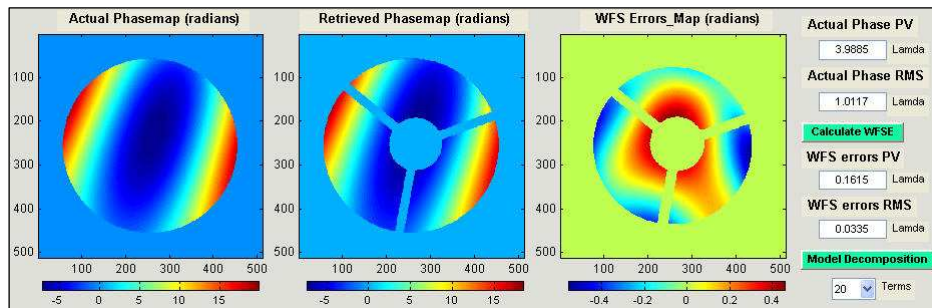 Actual Phasemap (radians)
Retrieved Phasemap (radians)
WFS Errors_Map (radians)
100
200
300
400
500
100 200 300 400 500
-5 0 5 10 15
100
200
300
400
500
100 200 300 400 500
-5 0 5 10 15
100
200
300
400
500
100 200 300 400 500
-0.4 -0.2 0 0.2 0.4
Actual Phase PV
3.9885 Lamda
Actual Phase RMS
1.0117 Lamda
Calculate WFSE
WFS errors PV
0.1615 Lamda
WFS errors RMS
0.0335 Lamda
Model Decomposition
20 Terms